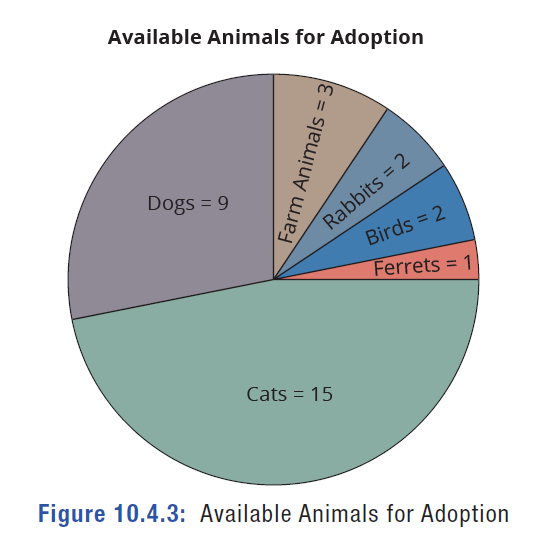 Available Animals for Adoption
Farm Animals = 3
Rabbits = 2
Birds = 2
Ferrets = 1
Dogs = 9
Cats = 15
Figure 10.4.3: Available Animals for Adoption